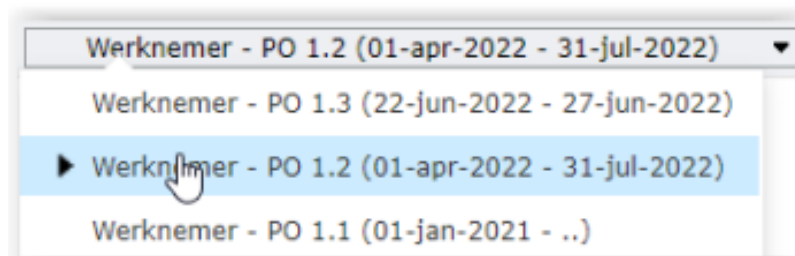 Werknemer - PO 1.2 (01-apr-2022 - 31-jul-2022)
Werknemer - PO 1.3 (22-jun-2022 - 27-jun-2022)
Werknemer - PO 1.2 (01-apr-2022 - 31-jul-2022)
Werknemer - PO 1.1 (01-jan-2021 - ..)